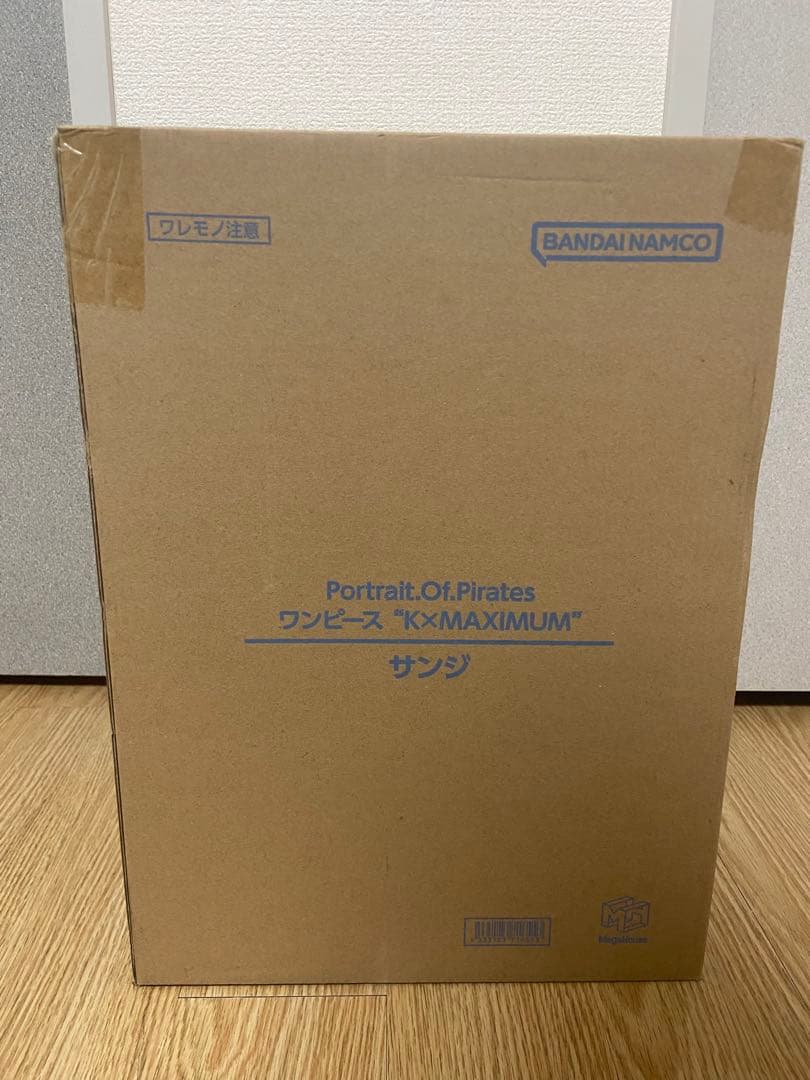 ワレモノ注意
BANDAI NAMCO
Portrait.Of.Pirates
ワンピース “K×MAXIMUM”
サンジ
MegaHouse